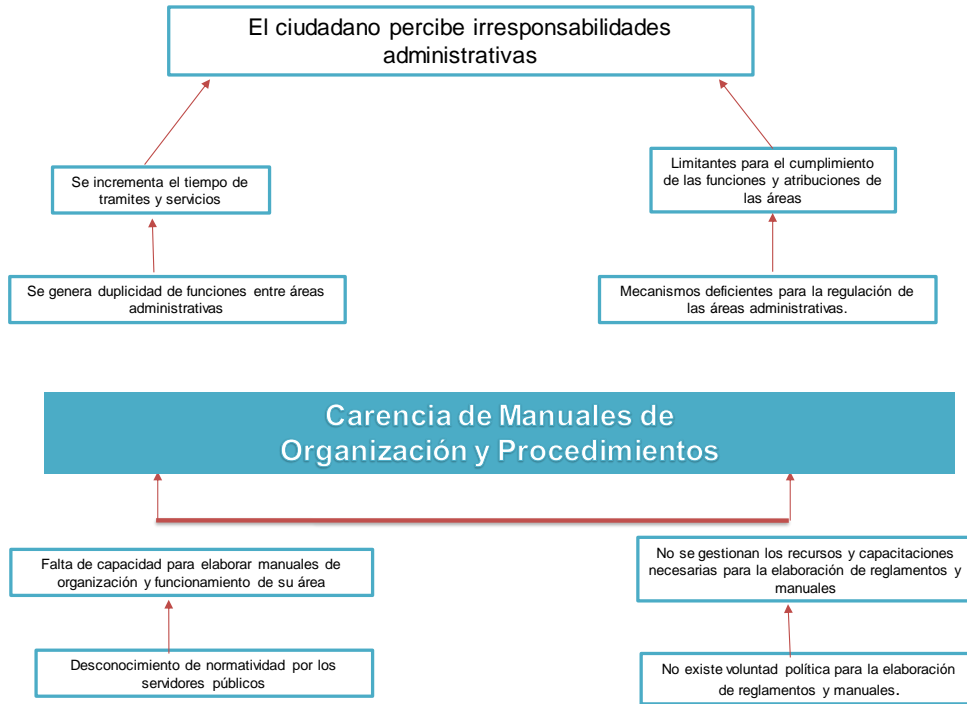 El ciudadano percibe irresponsabilidades
administrativas
Se incrementa el tiempo de
tramites y servicios
Limitantes para el cumplimiento
de las funciones y atribuciones de
las áreas
Se genera duplicidad de funciones entre áreas
administrativas
Mecanismos deficientes para la regulación de
las áreas administrativas.
Carencia de Manuales de
Organización y Procedimientos
Falta de capacidad para elaborar manuales de
organización y funcionamiento de su área
No se gestionan los recursos y capacitaciones
necesarias para la elaboración de reglamentos y
manuales
Desconocimiento de normatividad por los
servidores públicos
No existe voluntad política para la elaboración
de reglamentos y manuales.